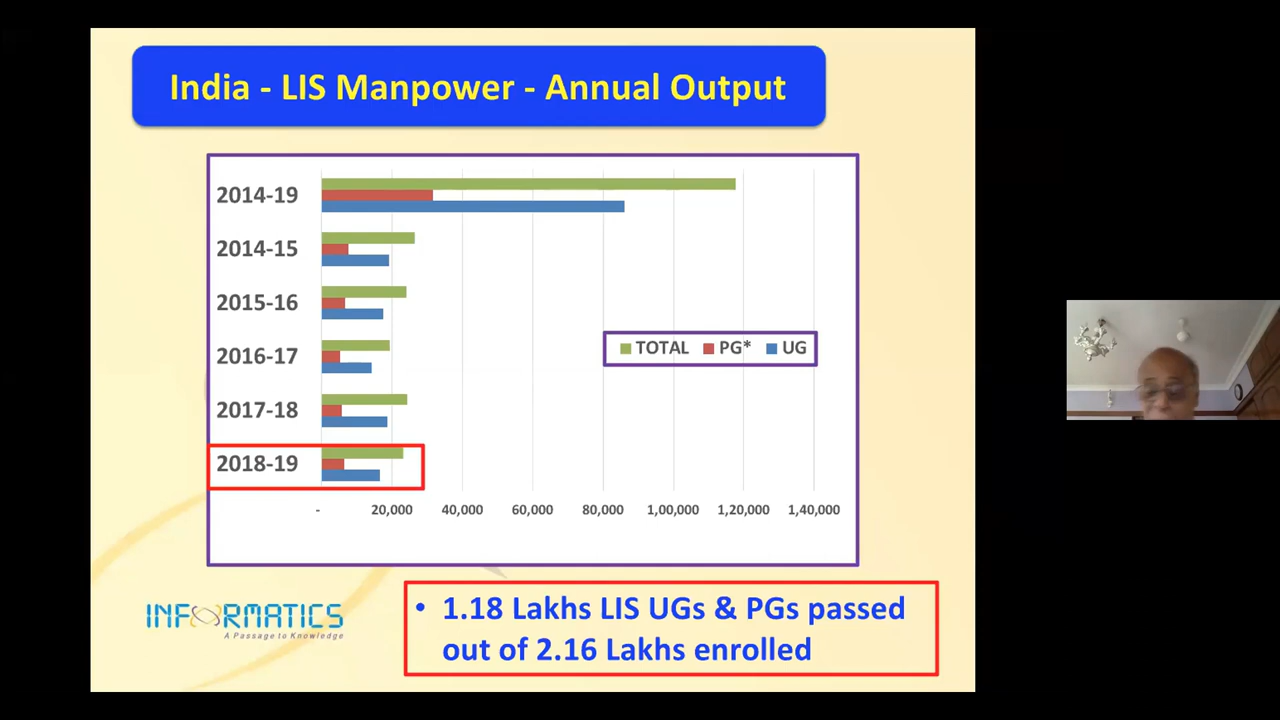 India - LIS Manpower - Annual Output
2014-19
2014-15
2015-16
2016-17
2017-18
2018-19
TOTAL PG* UG
- 20,000 40,000 60,000 80,000 1,00,000 1,20,000 1,40,000
• 1.18 Lakhs LIS UGs & PGs passed
out of 2.16 Lakhs enrolled
INFORMATICS
A Passage to Knowledge